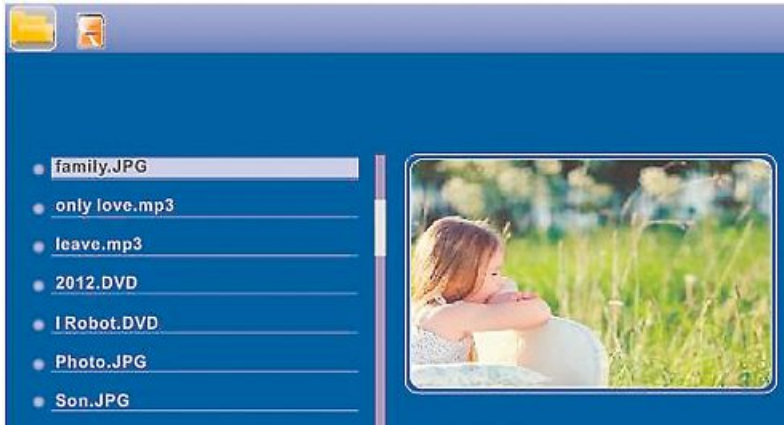 family.JPG
only love.mp3
leave.mp3
2012.DVD
I Robot.DVD
Photo.JPG
Son.JPG